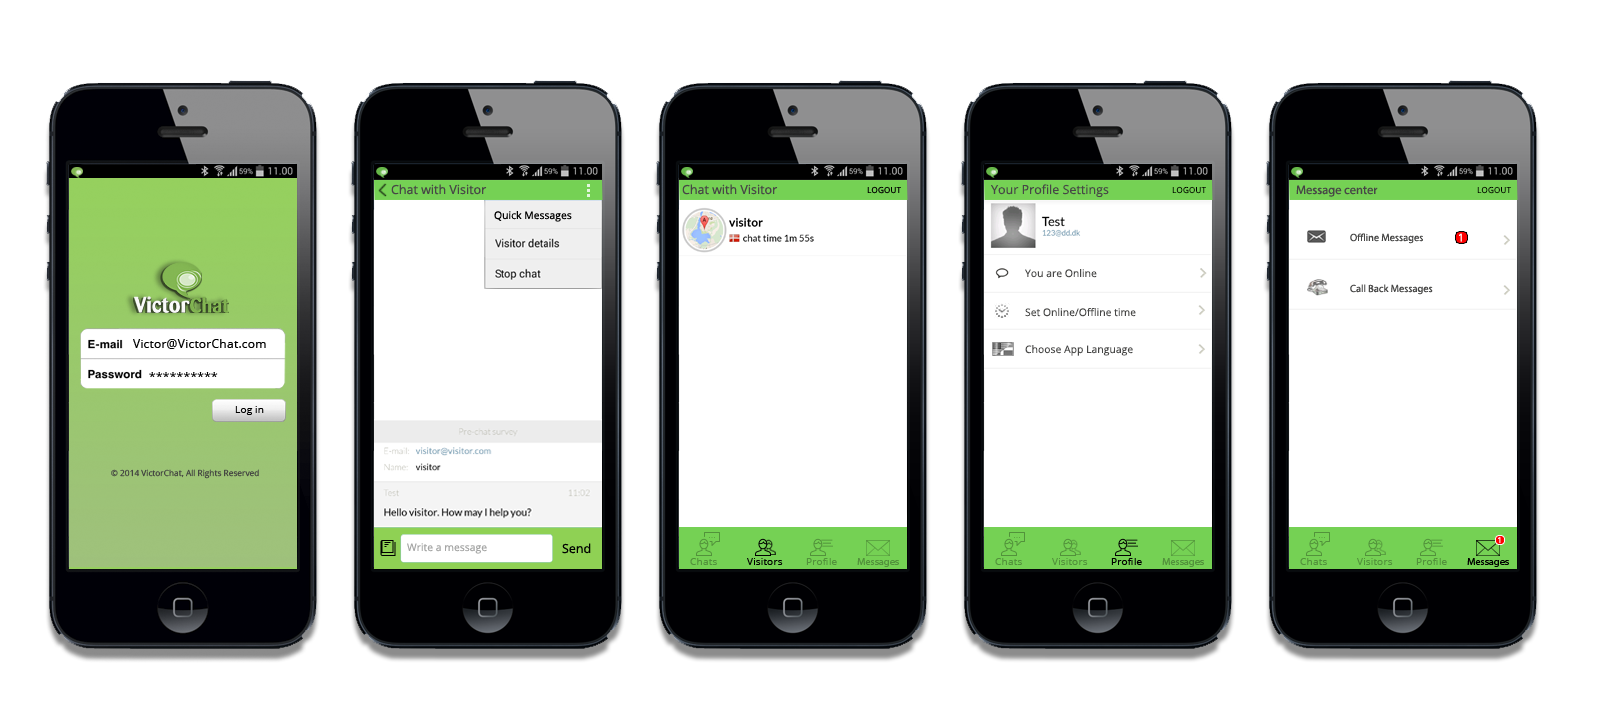 59% 11.00
VictorChat
E-mail Victor@VictorChat.com
Password **********
Log in
© 2014 VictorChat, All Rights Reserved
59% 11.00
Chat with Visitor
Quick Messages
Visitor details
Stop chat
Pre-chat survey
E-mail: visitor@visitor.com
Name: visitor
Test 11:02
Hello visitor. How may I help you?
Write a message Send
59% 11.00
Chat with Visitor LOGOUT
visitor
chat time 1m 55s
Chats Visitors Profile Messages
59% 11.00
Your Profile Settings LOGOUT
Test
123@dd.dk
You are Online
Set Online/Offline time
Choose App Language
Chats Visitors Profile Messages
59% 11.00
Message center LOGOUT
Offline Messages 1
Call Back Messages
1
Chats Visitors Profile Messages